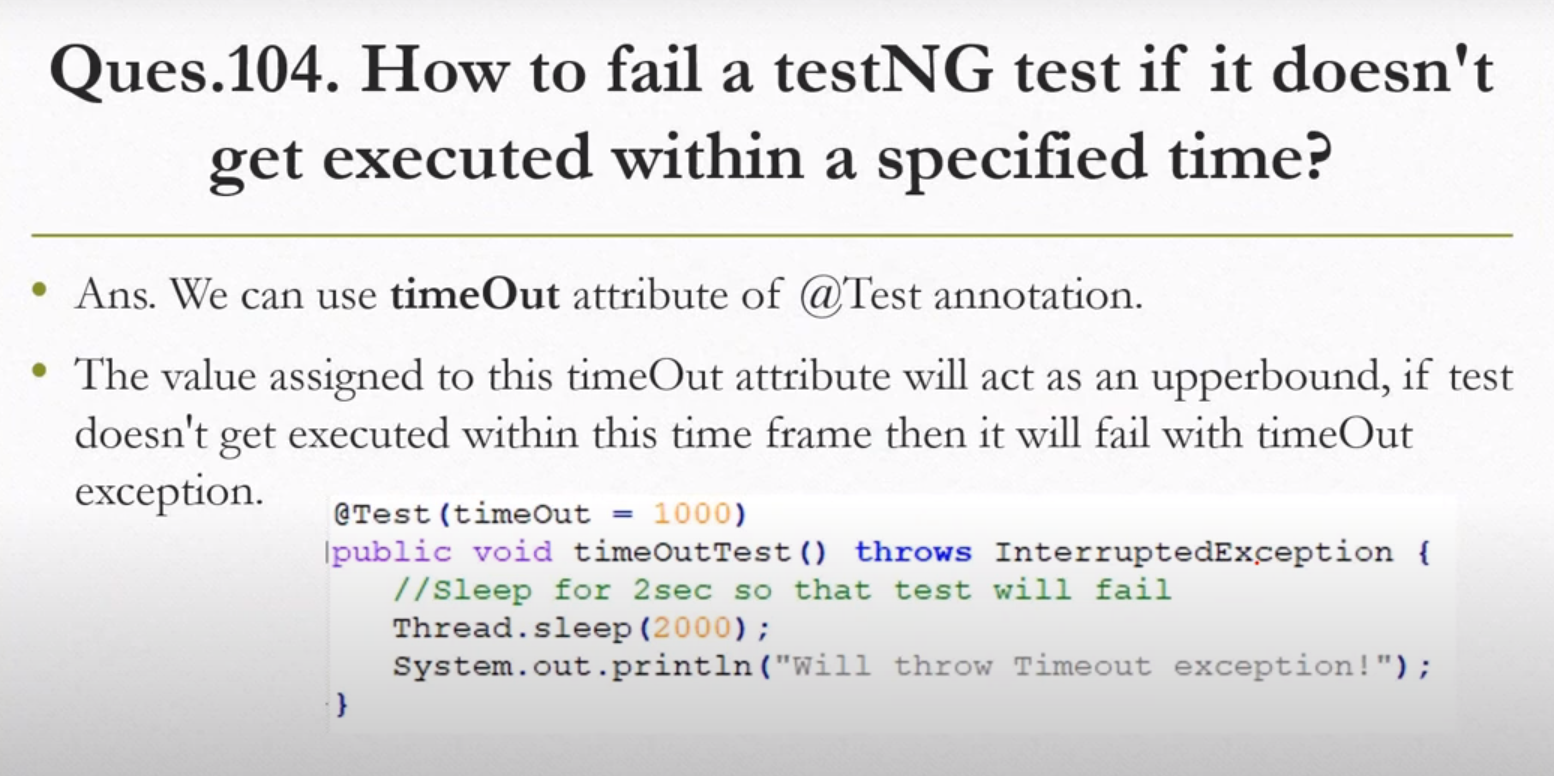 Ques.104. How to fail a testNG test if it doesn't
get executed within a specified time?
• Ans. We can use timeOut attribute of @Test annotation.
• The value assigned to this timeOut attribute will act as an upperbound, if test
doesn't get executed within this time frame then it will fail with timeOut
exception.
@Test(timeOut = 1000)
public void timeOutTest() throws InterruptedException {
//Sleep for 2sec so that test will fail
Thread.sleep(2000);
System.out.println("Will throw Timeout exception!");
}